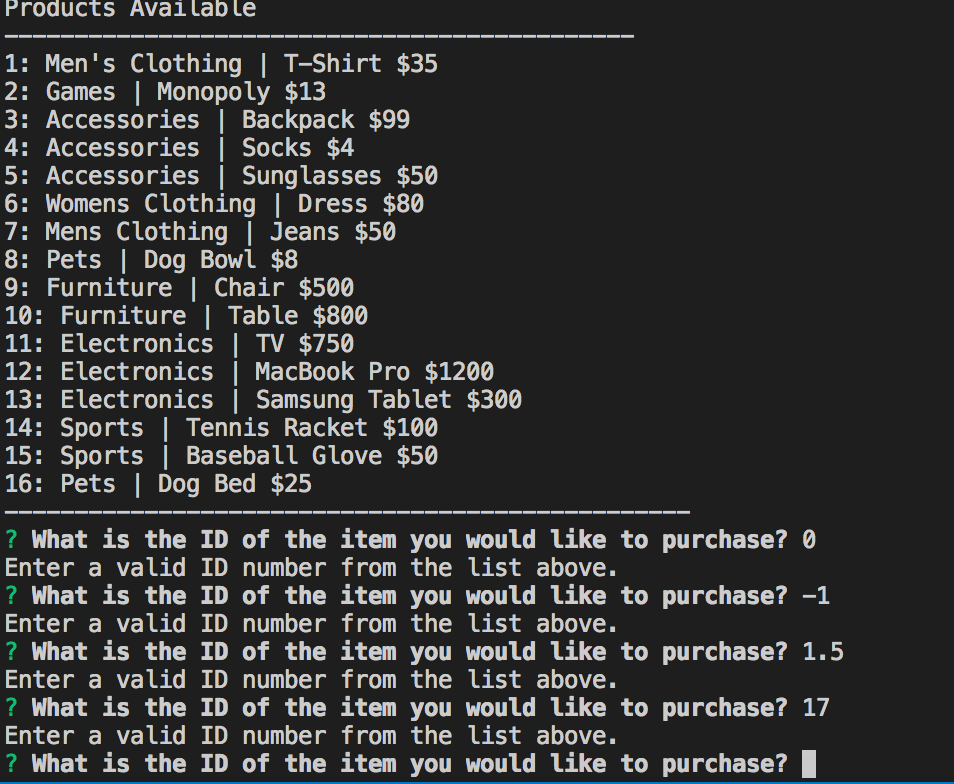 Products Available
---------------------------------------------
1: Men's Clothing | T-Shirt $35
2: Games | Monopoly $13
3: Accessories | Backpack $99
4: Accessories | Socks $4
5: Accessories | Sunglasses $50
6: Womens Clothing | Dress $80
7: Mens Clothing | Jeans $50
8: Pets | Dog Bowl $8
9: Furniture | Chair $500
10: Furniture | Table $800
11: Electronics | TV $750
12: Electronics | MacBook Pro $1200
13: Electronics | Samsung Tablet $300
14: Sports | Tennis Racket $100
15: Sports | Baseball Glove $50
16: Pets | Dog Bed $25
-------------------------------------------------
? What is the ID of the item you would like to purchase? 0
Enter a valid ID number from the list above.
? What is the ID of the item you would like to purchase? -1
Enter a valid ID number from the list above.
? What is the ID of the item you would like to purchase? 1.5
Enter a valid ID number from the list above.
? What is the ID of the item you would like to purchase? 17
Enter a valid ID number from the list above.
? What is the ID of the item you would like to purchase?